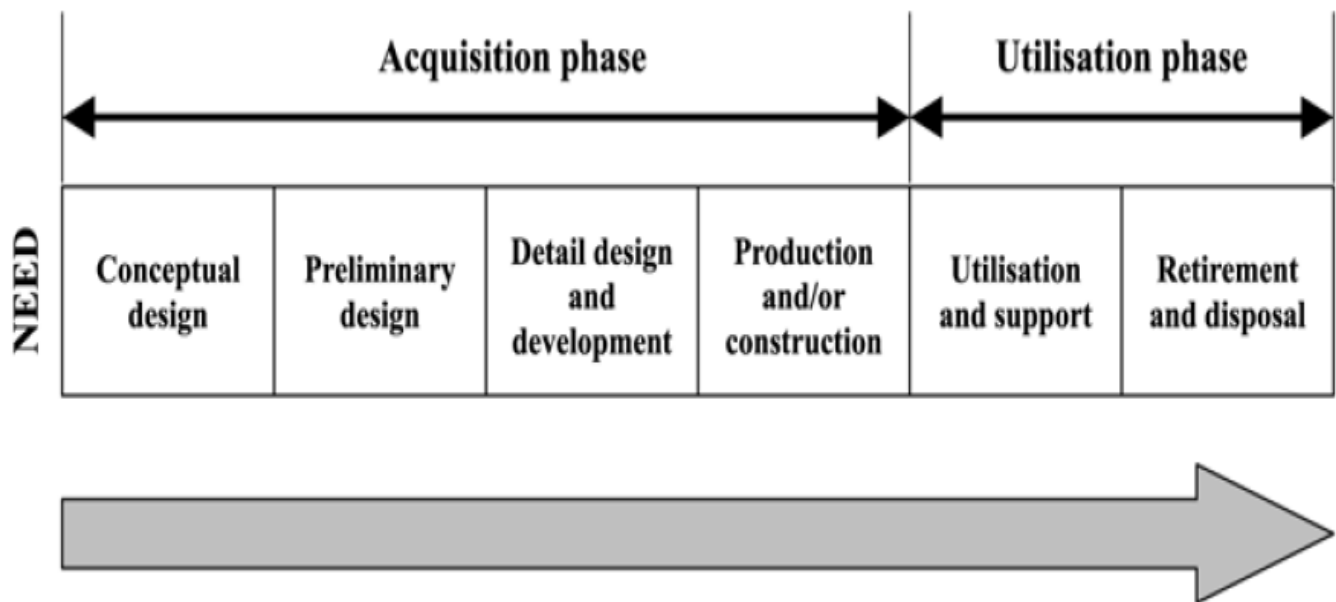 Acquisition phase
Utilisation phase
NEED
Conceptual
design
Preliminary
design
Detail design
and
development
Production
and/or
construction
Utilisation
and support
Retirement
and disposal